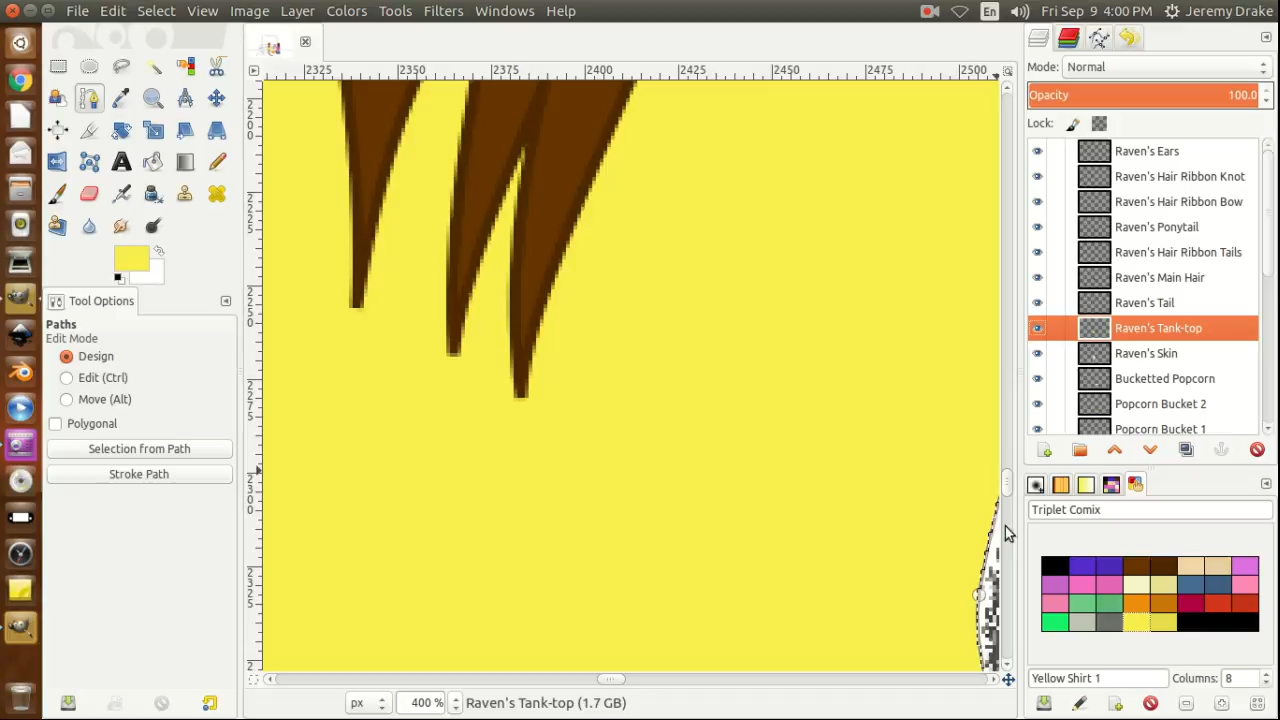 File Edit Select View Image Layer Colors Tools Filters Windows Help En Fri Sep 9 4:00 PM Jeremy Drake
2325 2350 2375 2400 2425 2450 2475 2500
Mode: Normal
Opacity 100.0
Lock:
Raven's Ears
Raven's Hair Ribbon Knot
Raven's Hair Ribbon Bow
Raven's Ponytail
Raven's Hair Ribbon Tails
Raven's Main Hair
Raven's Tail
Raven's Tank-top
Raven's Skin
Bucketted Popcorn
Popcorn Bucket 2
Popcorn Bucket 1
Tool Options
Paths
Edit Mode
Design
Edit (Ctrl)
Move (Alt)
Polygonal
Selection from Path
Stroke Path
Triplet Comix
Yellow Shirt 1 Columns: 8
px 400 % Raven's Tank-top (1.7 GB)